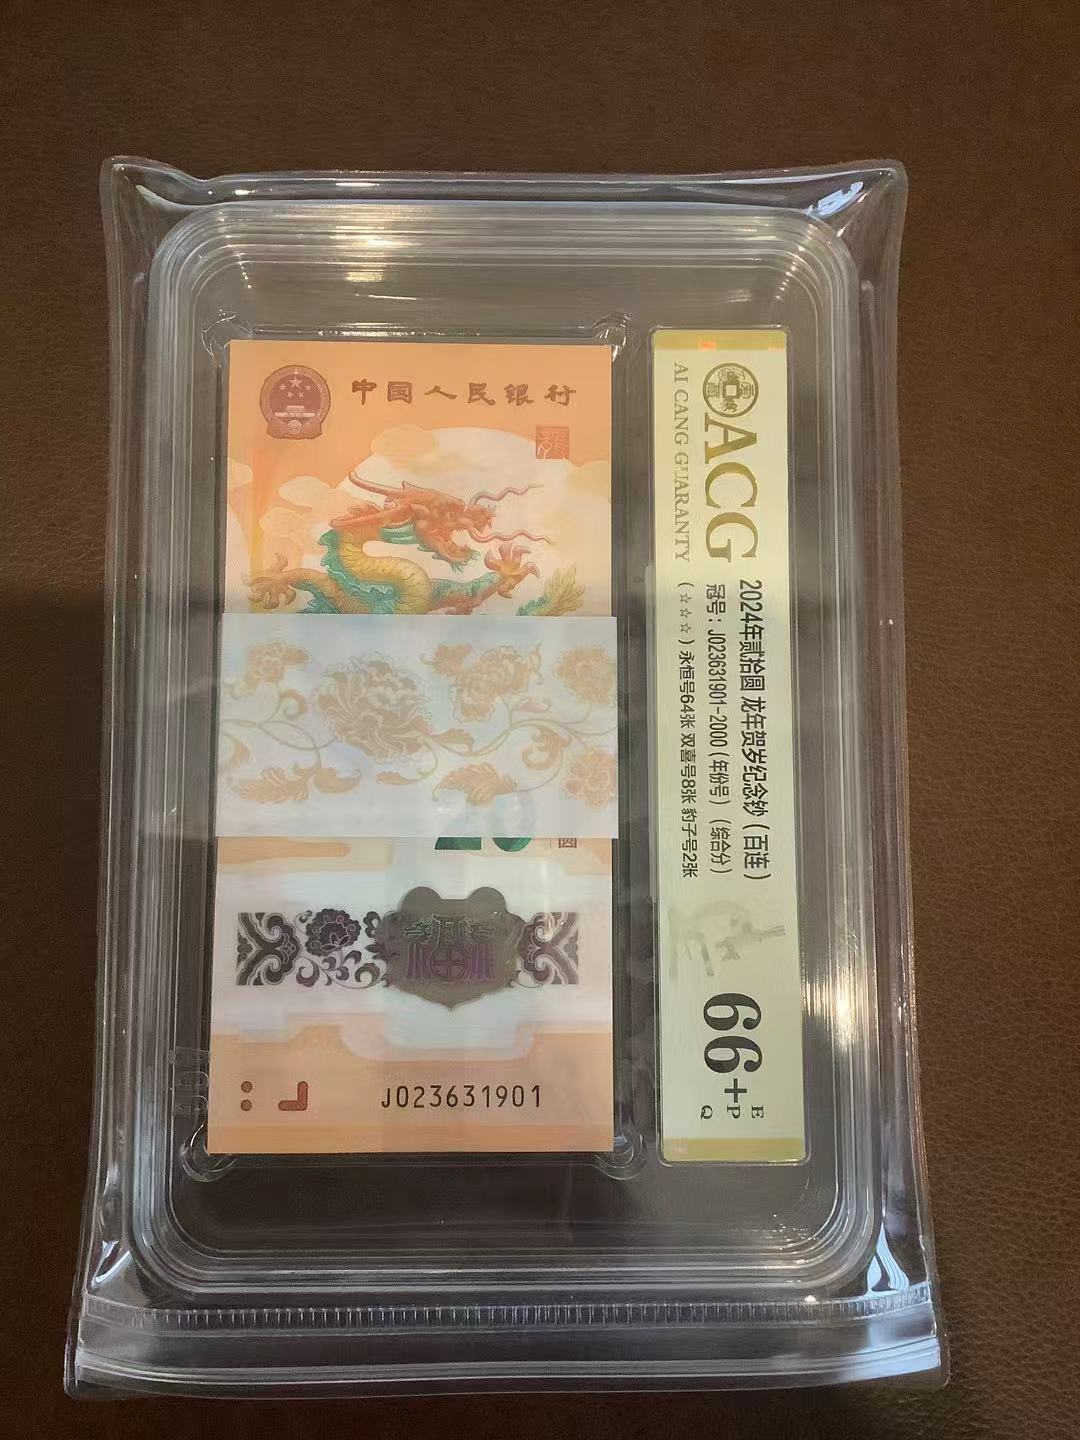 中国人民银行
20
圆
J023631901
ACG
AI CANG GUARANTY
2024年贰拾圆 龙年贺岁纪念钞（百连）
冠号：J023631901-2000（年份号）（综合分）
（☆☆☆）永恒号64张 双喜号8张 豹子号2张
66+
E
P
Q